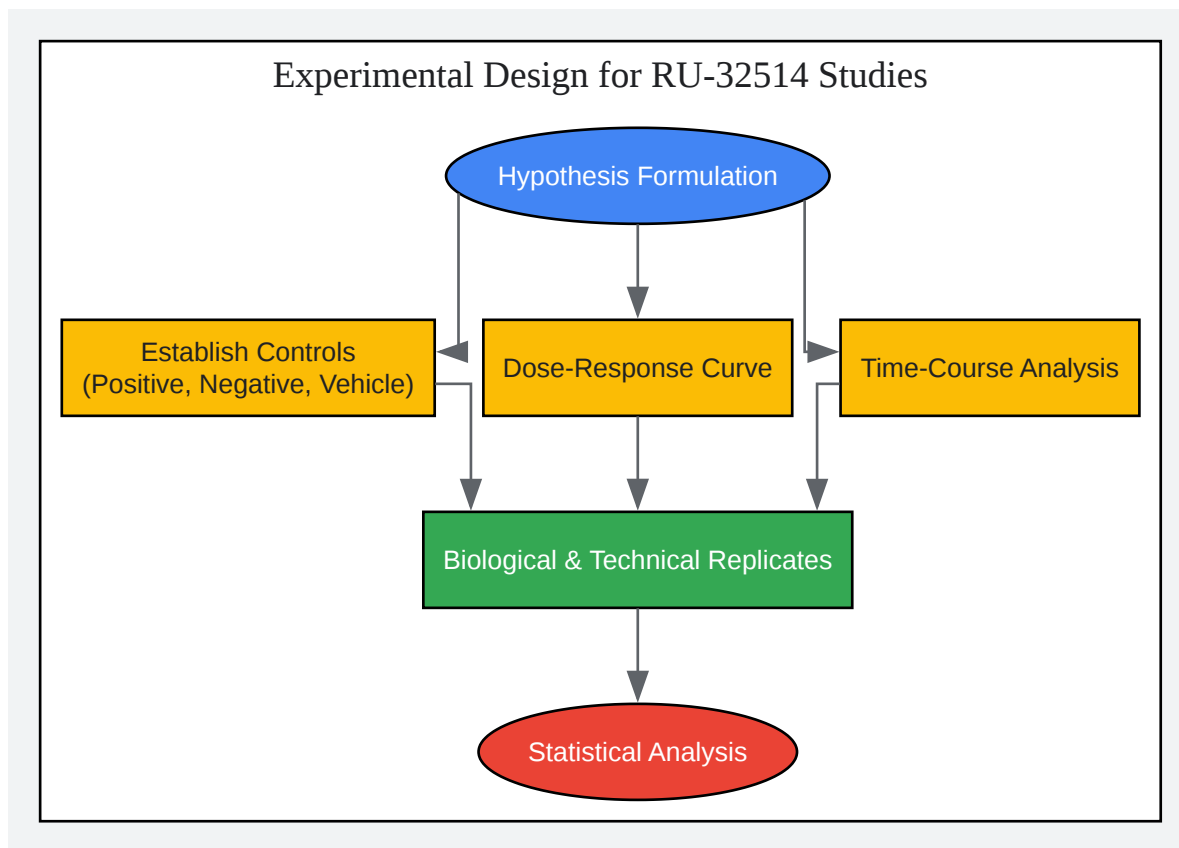 Experimental Design for RU-32514 Studies
Hypothesis Formulation
Establish Controls
(Positive, Negative, Vehicle)
Dose-Response Curve
Time-Course Analysis
Biological & Technical Replicates
Statistical Analysis